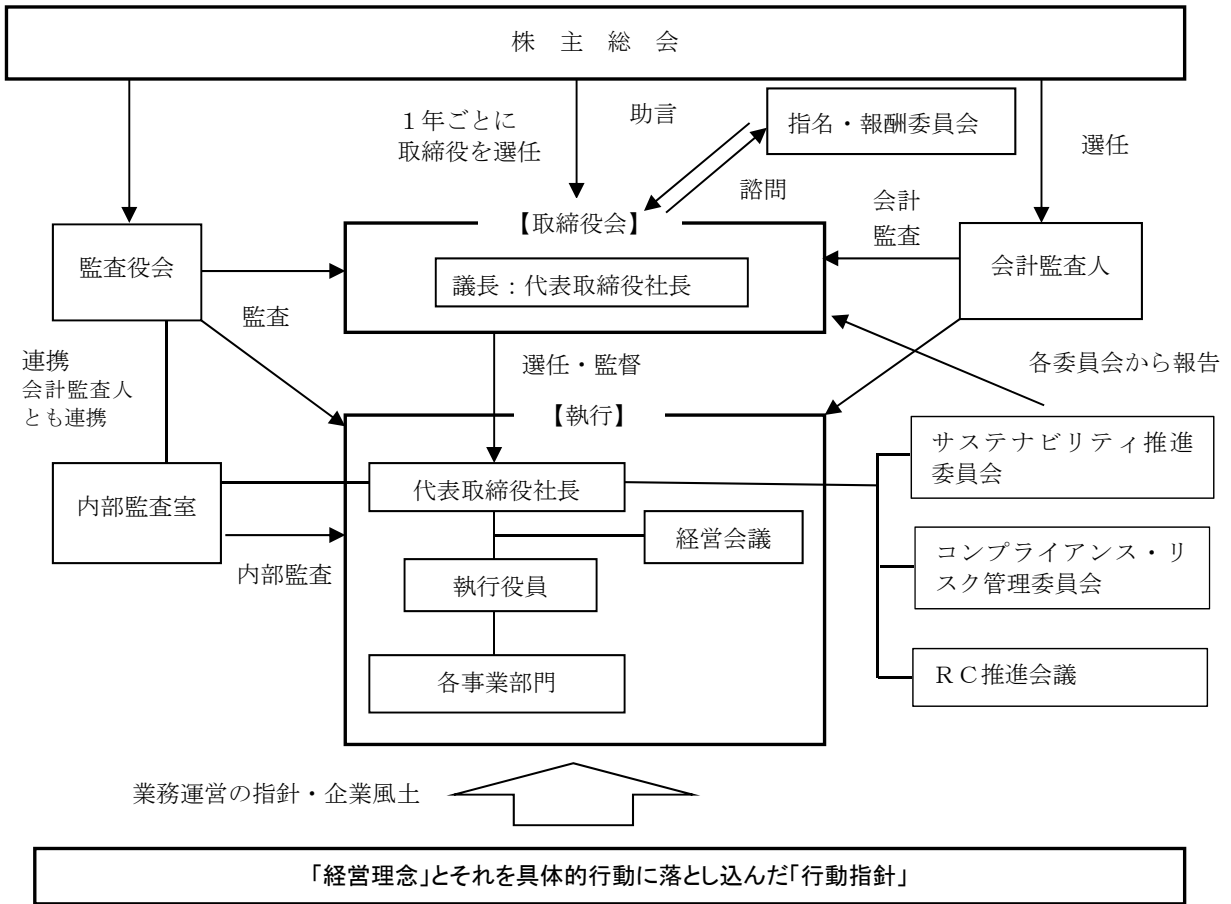 株 主 総 会
１年ごとに
取締役を選任
助言
指名・報酬委員会
選任
諮問
【取締役会】
会計
監査
監査役会
議長：代表取締役社長
会計監査人
監査
選任・監督
連携
会計監査人
とも連携
各委員会から報告
【執行】
サステナビリティ推進
委員会
内部監査室
代表取締役社長
経営会議
コンプライアンス・リ
スク管理委員会
内部監査
執行役員
各事業部門
ＲＣ推進会議
業務運営の指針・企業風土
「経営理念」とそれを具体的行動に落とし込んだ「行動指針」